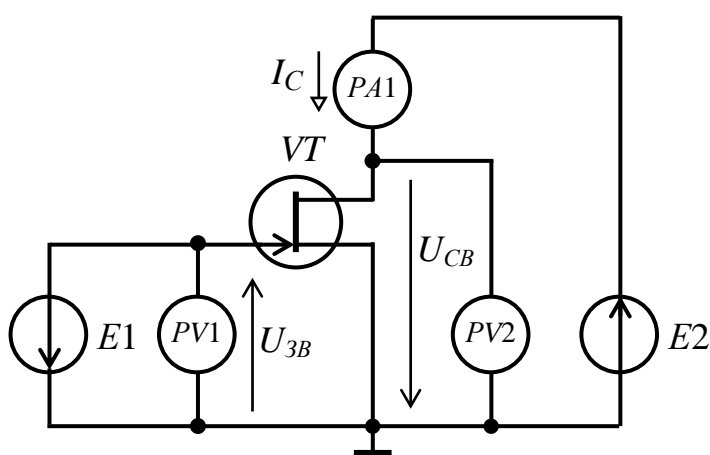 I_C
PA1
VT
U_CB
E1
PV1
U_ЗВ
PV2
E2